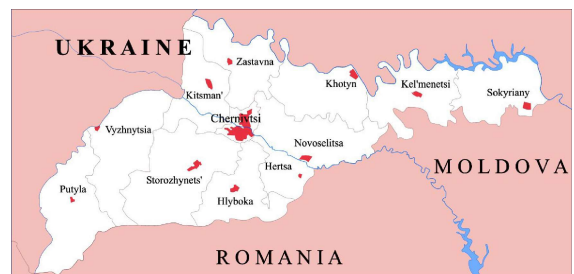 UKRAINE
Zastavna
Khotyn
Kel'menetsi
Sokyriany
Kitsman'
Chernivtsi
Vyzhnytsia
Novoselitsa
MOLDOVA
Hertsa
Storozhynets'
Putyla
Hlyboka
ROMANIA